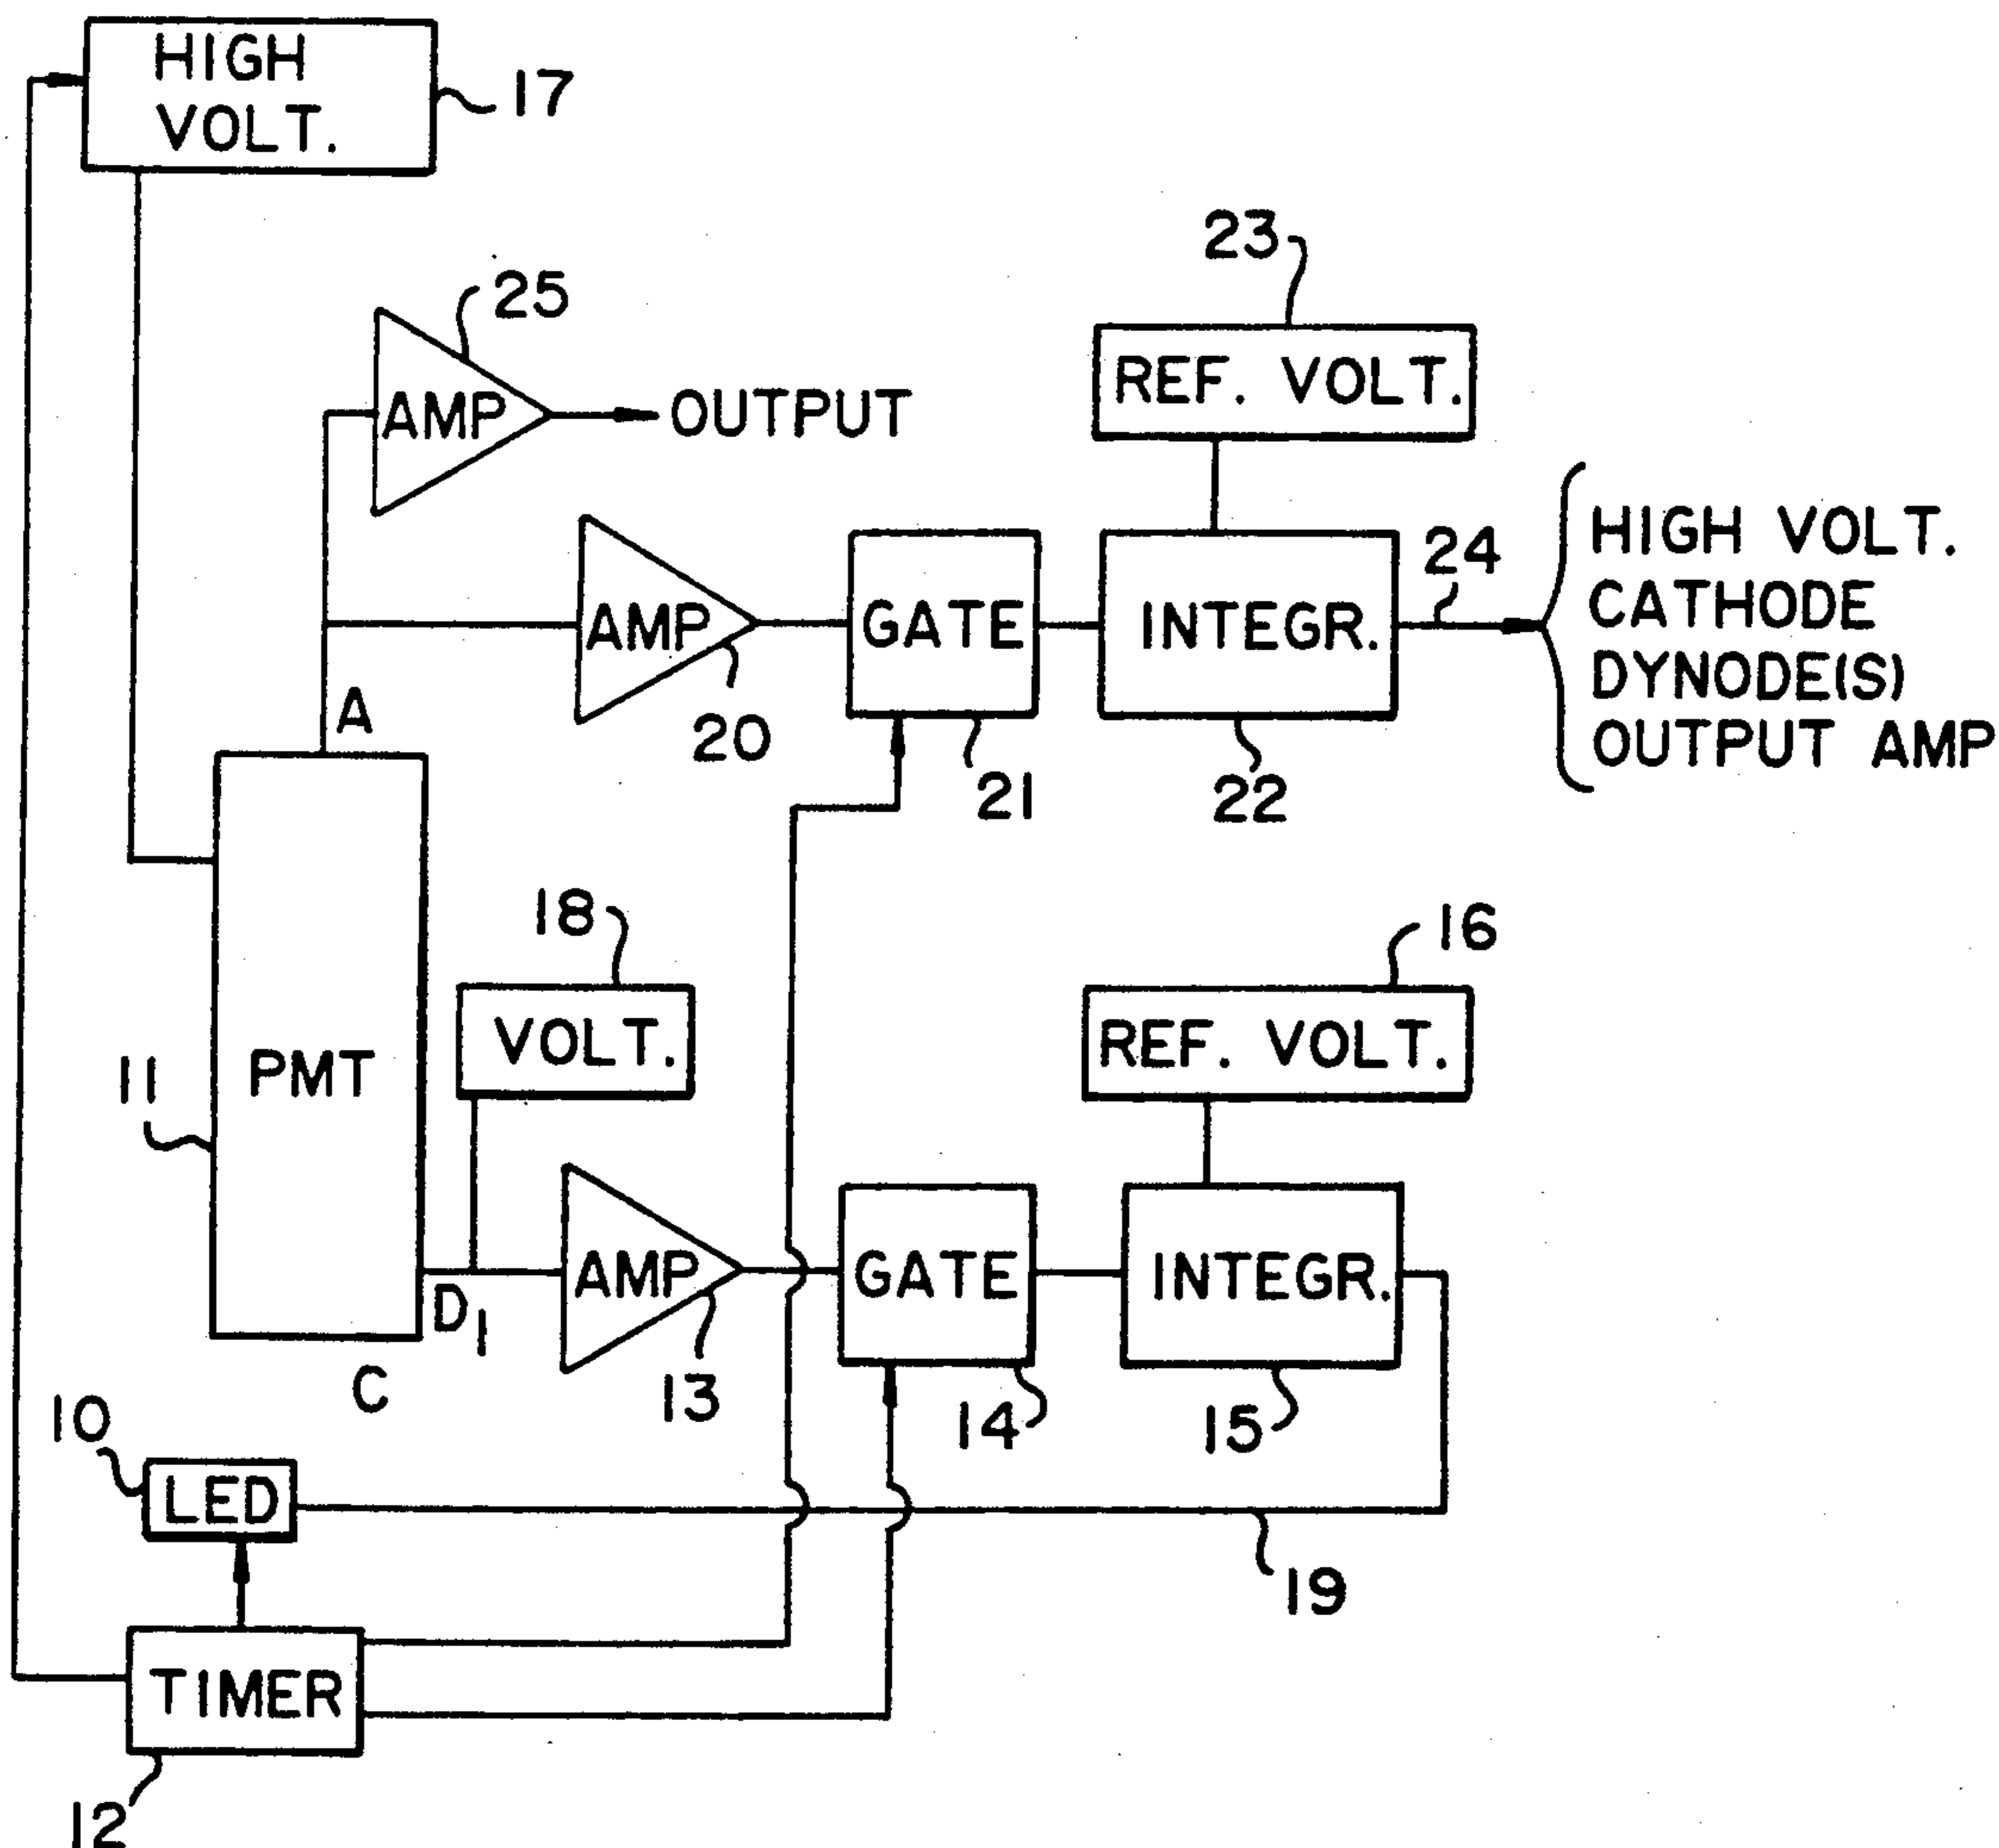 HIGH
VOLT.
17
23
25
REF. VOLT.
AMP
OUTPUT
24
HIGH VOLT.
CATHODE
DYNODE(S)
OUTPUT AMP
AMP
GATE
INTEGR.
A
20
21
22
18
16
VOLT.
REF. VOLT.
11
PMT
AMP
GATE
INTEGR.
D1
C
13
14
15
10
LED
19
TIMER
12